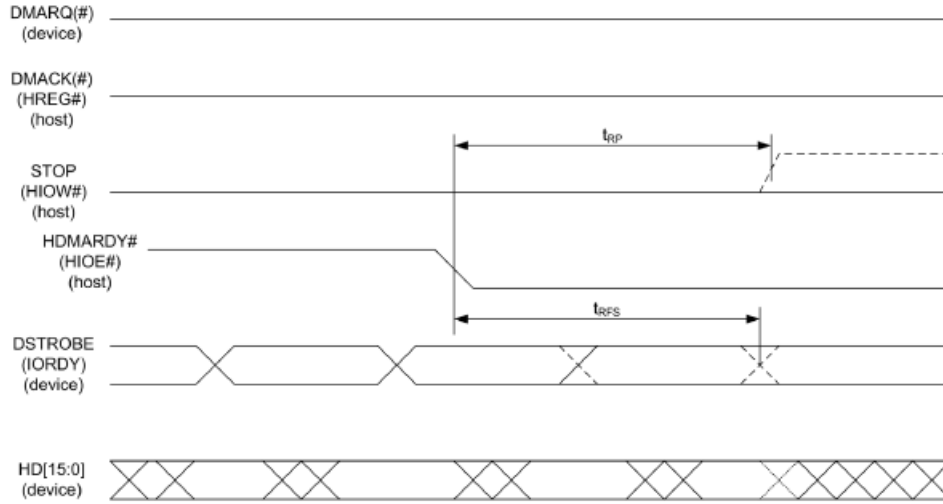 DMARQ(#)
(device)
DMACK(#)
(HREG#)
(host)
tRP
STOP
(HIOW#)
(host)
HDMARDY#
(HIOE#)
(host)
tRFS
DSTROBE
(IORDY)
(device)
HD[15:0]
(device)